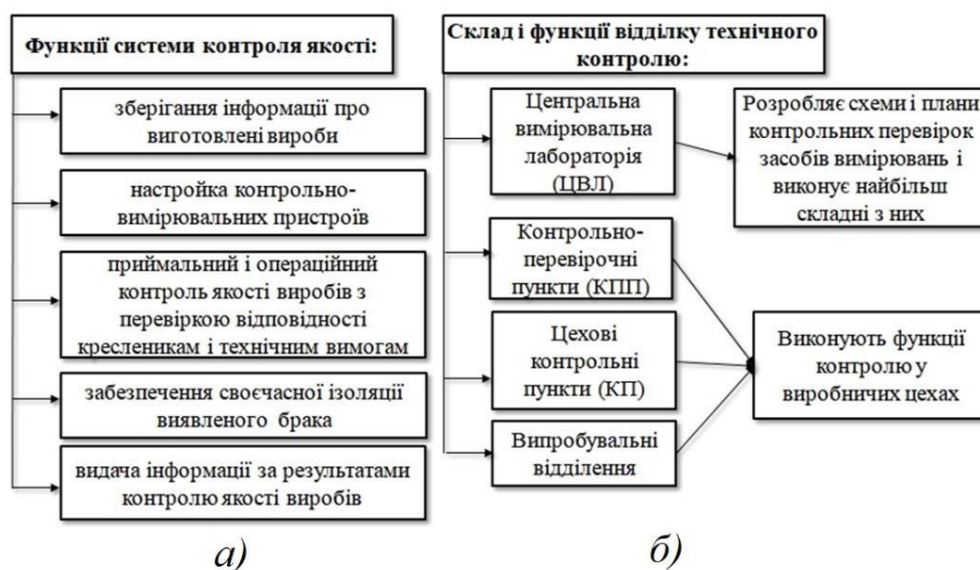 Функції системи контроля якості:
зберігання інформації про
виготовлені вироби
настройка контрольно-
вимірювальних пристроїв
приймальний і операційний
контроль якості виробів з
перевіркою відповідності
кресленикам і технічним вимогам
забезпечення своєчасної ізоляції
виявленого брака
видача інформації за результатами
контролю якості виробів
а)
Склад і функції відділку технічного
контролю:
Центральна
вимірювальна
лабораторія
(ЦВЛ)
Розробляє схеми і плани
контрольних перевірок
засобів вимірювань і
виконує найбільш
складні з них
Контрольно-
перевірочні
пункти (КПП)
Цехові
контрольні
пункти (КП)
Випробувальні
відділення
Виконують функції
контролю у
виробничих цехах
б)